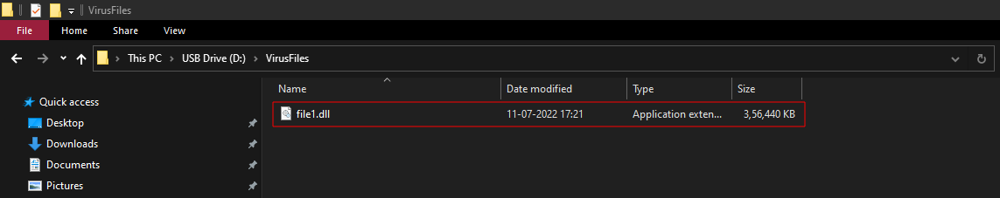 VirusFiles
File Home Share View
This PC USB Drive (D:) VirusFiles
Name Date modified Type Size
Quick access
file1.dll 11-07-2022 17:21 Application exten... 3,56,440 KB
Desktop
Downloads
Documents
Pictures